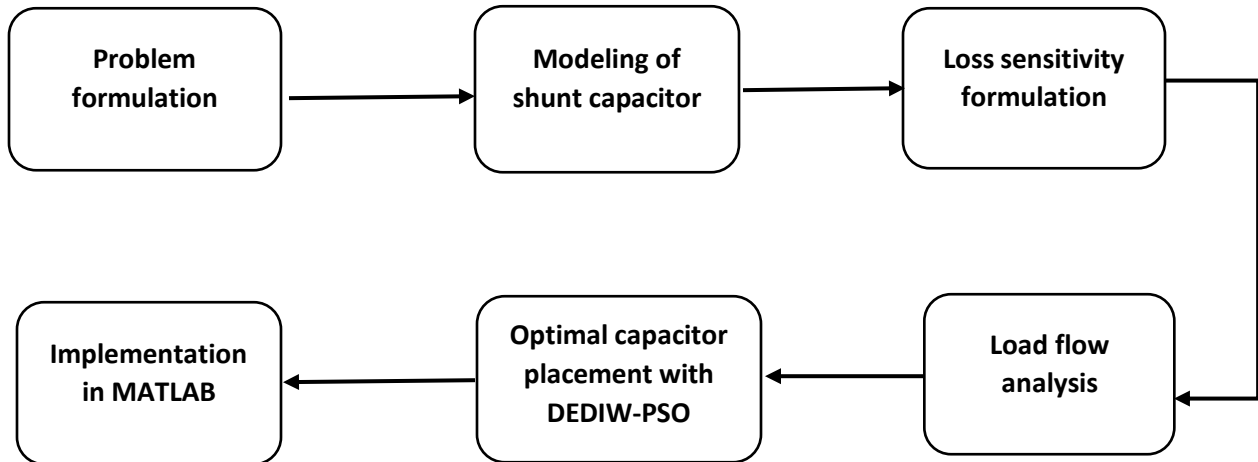 Problem
formulation
Modeling of
shunt capacitor
Loss sensitivity
formulation
Load flow
analysis
Optimal capacitor
placement with
DEDIW-PSO
Implementation
in MATLAB